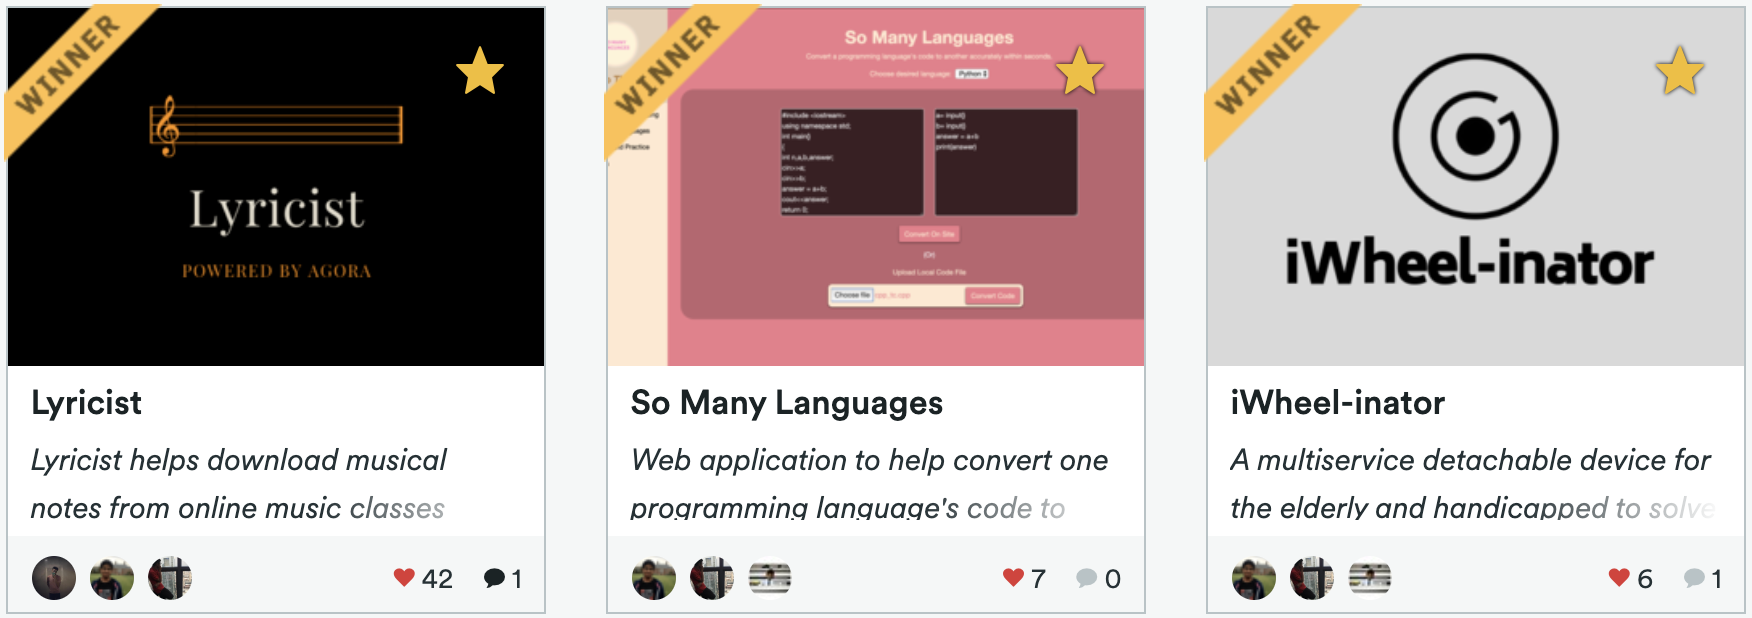 WINNER
Lyricist
POWERED BY AGORA
Lyricist
Lyricist helps download musical
notes from online music classes
42
1
WINNER
So Many Languages
Convert a programming language's code to another accurately within seconds.
Choose desired language: Python 3
Practice
#include <iostream>
using namespace std;
int main()
{
int n,a,b,answer;
cin>>a;
cin>>b;
answer = a+b;
cout<<answer;
return 0;
a= input()
b= input()
answer = a+b
print(answer)
Convert On Site
(Or)
Upload Local Code File
Choose file
Convert Code
So Many Languages
Web application to help convert one
programming language's code to
7
0
WINNER
iWheel-inator
iWheel-inator
A multiservice detachable device for
the elderly and handicapped to solve
6
1